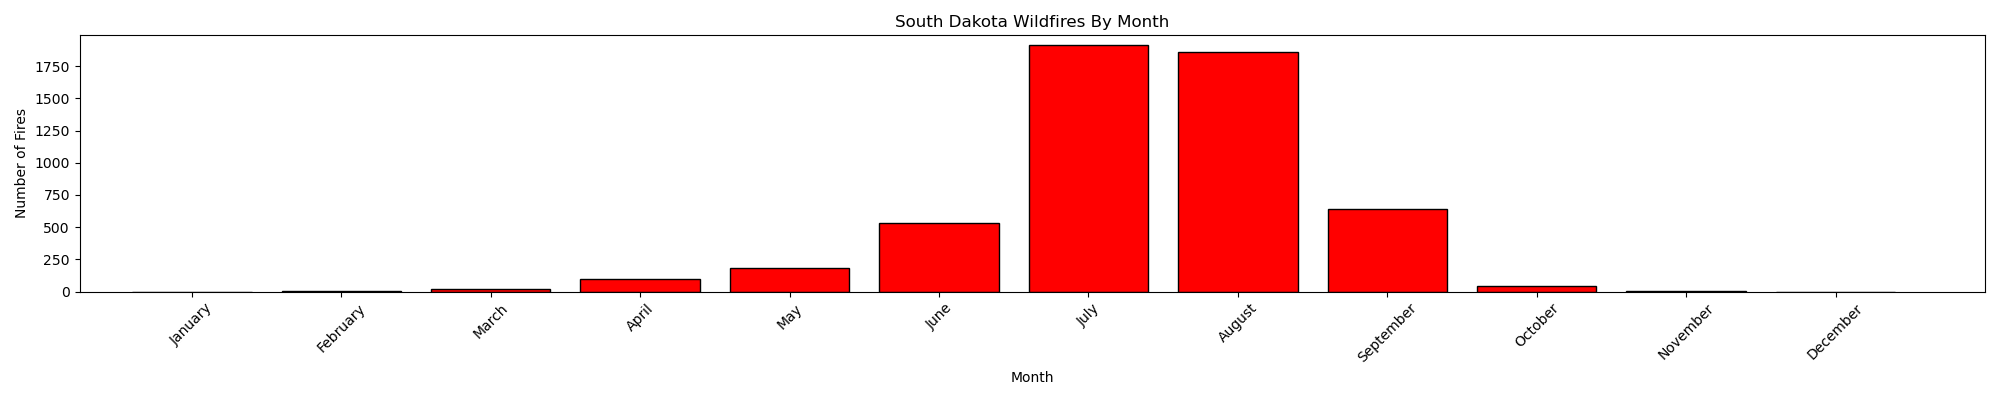 South Dakota Wildfires By Month
Number of Fires
1750
1500
1250
1000
750
500
250
0
January
February
March
April
May
June
July
August
September
October
November
December
Month